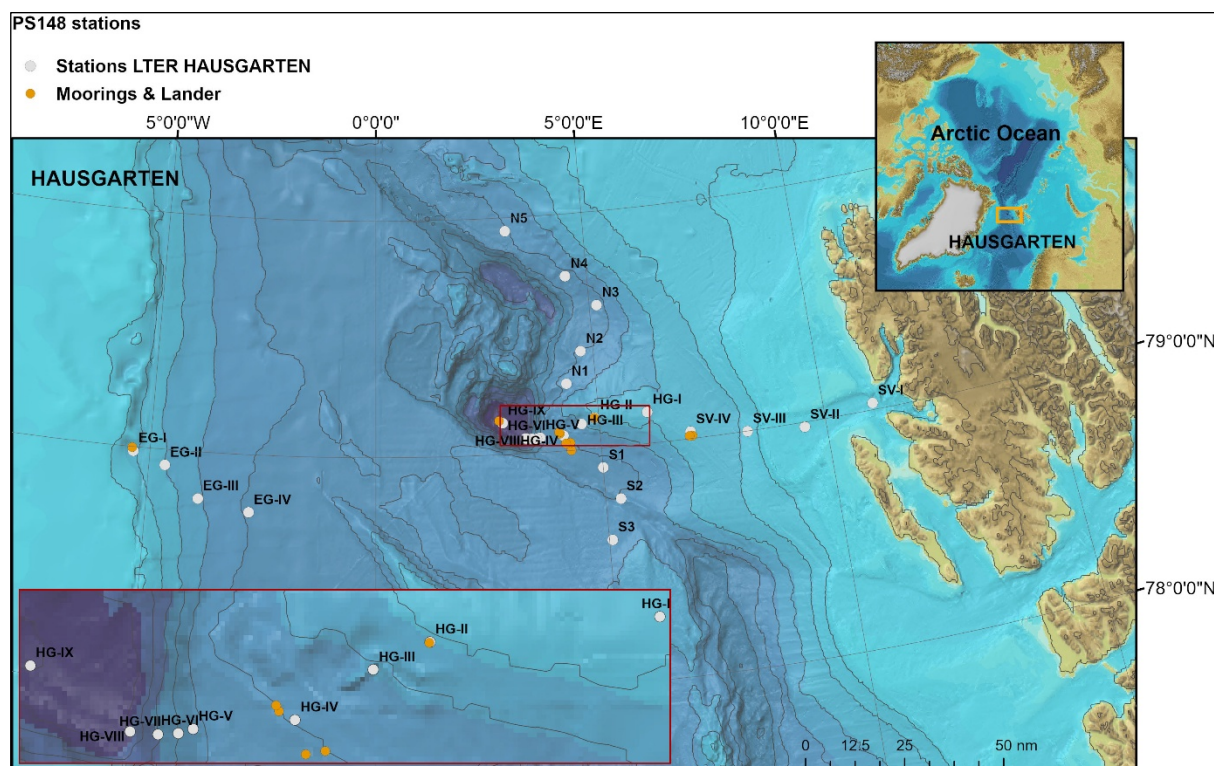 PS148 stations
Stations LTER HAUSGARTEN
Moorings & Lander
5°0'0"W 0°0'0" 5°0'0"E 10°0'0"E
Arctic Ocean
HAUSGARTEN
HAUSGARTEN
N5
N4
N3
N2
79°0'0"N
N1
HG-I
SV-I
HG-IX HG-II
HG-VI HG-V HG-III SV-IV SV-III SV-II
HG-VIII HG-IV
EG-I
EG-II
S1
EG-III
S2
EG-IV
S3
78°0'0"N
HG-I
HG-II
HG-IX
HG-III
HG-IV
HG-VII HG-VI HG-V
HG-VIII
0 12.5 25 50 nm